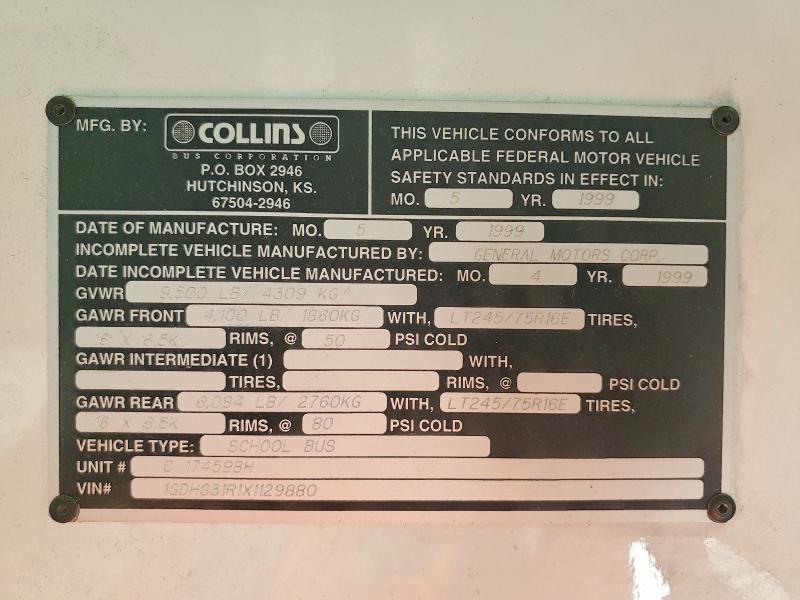 MFG. BY: COLLINS
BUS CORPORATION
P.O. BOX 2946
HUTCHINSON, KS.
67504-2946
THIS VEHICLE CONFORMS TO ALL
APPLICABLE FEDERAL MOTOR VEHICLE
SAFETY STANDARDS IN EFFECT IN:
MO. 5 YR. 1999
DATE OF MANUFACTURE: MO. 5 YR. 1999
INCOMPLETE VEHICLE MANUFACTURED BY: GENERAL MOTORS CORP.
DATE INCOMPLETE VEHICLE MANUFACTURED: MO. 4 YR. 1999
GVWR 9,500 LB/ 4309 KG
GAWR FRONT 4,100 LB/ 1860KG WITH, LT245/75R16E TIRES,
16 X 6.5K RIMS, @ 50 PSI COLD
GAWR INTERMEDIATE (1) WITH,
TIRES, RIMS, @ PSI COLD
GAWR REAR 6,084 LB/ 2760KG WITH, LT245/75R16E TIRES,
16 X 6.5K RIMS, @ 80 PSI COLD
VEHICLE TYPE: SCHOOL BUS
UNIT # C 17459BH
VIN# 1GDHG31R1X1129880